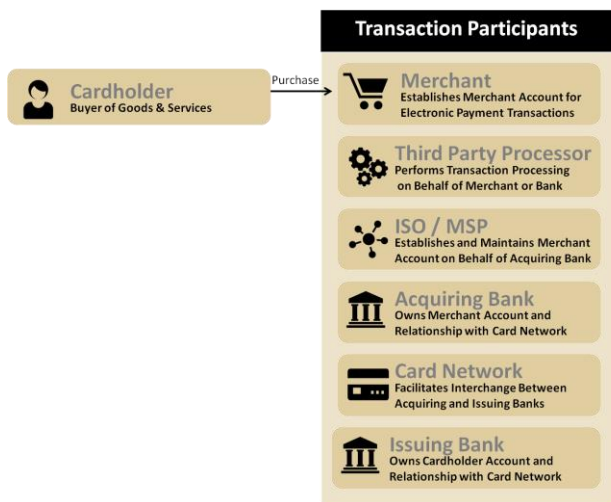 Transaction Participants
Cardholder
Buyer of Goods & Services
Purchase
Merchant
Establishes Merchant Account for
Electronic Payment Transactions
Third Party Processor
Performs Transaction Processing
on Behalf of Merchant or Bank
ISO / MSP
Establishes and Maintains Merchant
Account on Behalf of Acquiring Bank
Acquiring Bank
Owns Merchant Account and
Relationship with Card Network
Card Network
Facilitates Interchange Between
Acquiring and Issuing Banks
Issuing Bank
Owns Cardholder Account and
Relationship with Card Network